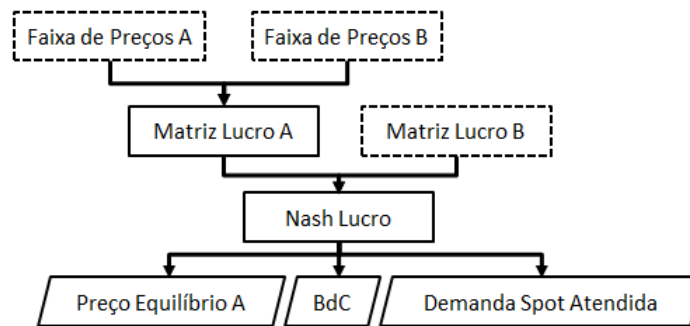 Faixa de Preços A
Faixa de Preços B
Matriz Lucro A
Matriz Lucro B
Nash Lucro
Preço Equilíbrio A
BdC
Demanda Spot Atendida